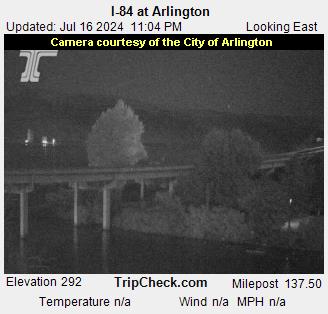 I-84 at Arlington
Updated: Jul 16 2024 11:04 PM Looking East
Camera courtesy of the City of Arlington
Elevation 292 TripCheck.com Milepost 137.50
Temperature n/a Wind n/a MPH n/a